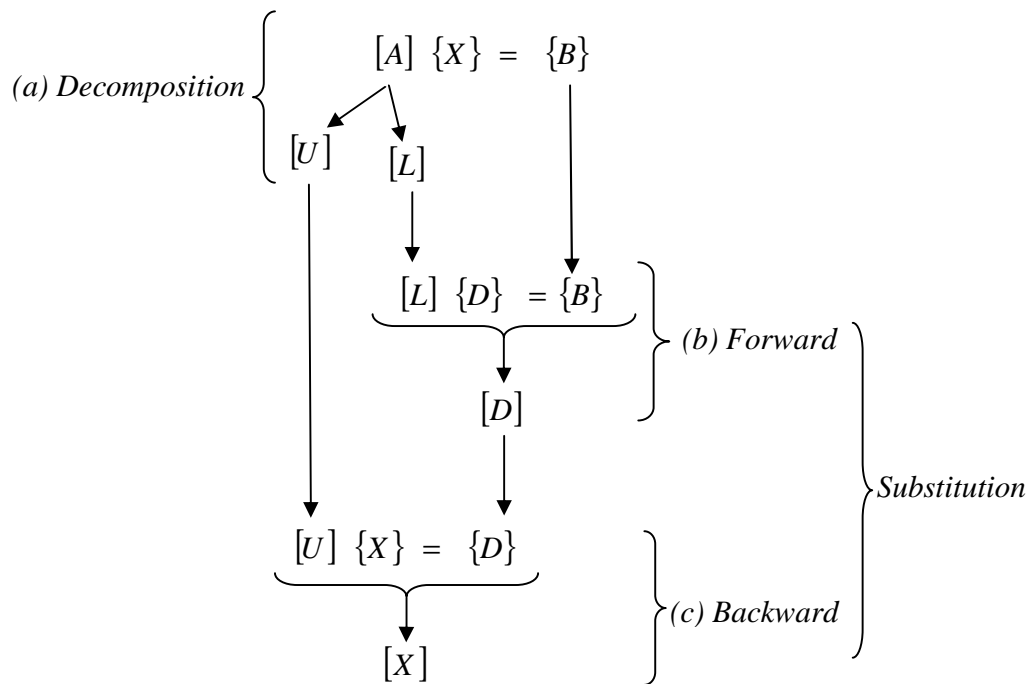 [A] {X} = {B}
(a) Decomposition
[U] [L]
[L] {D} = {B}
(b) Forward
[D]
Substitution
[U] {X} = {D}
(c) Backward
[X]